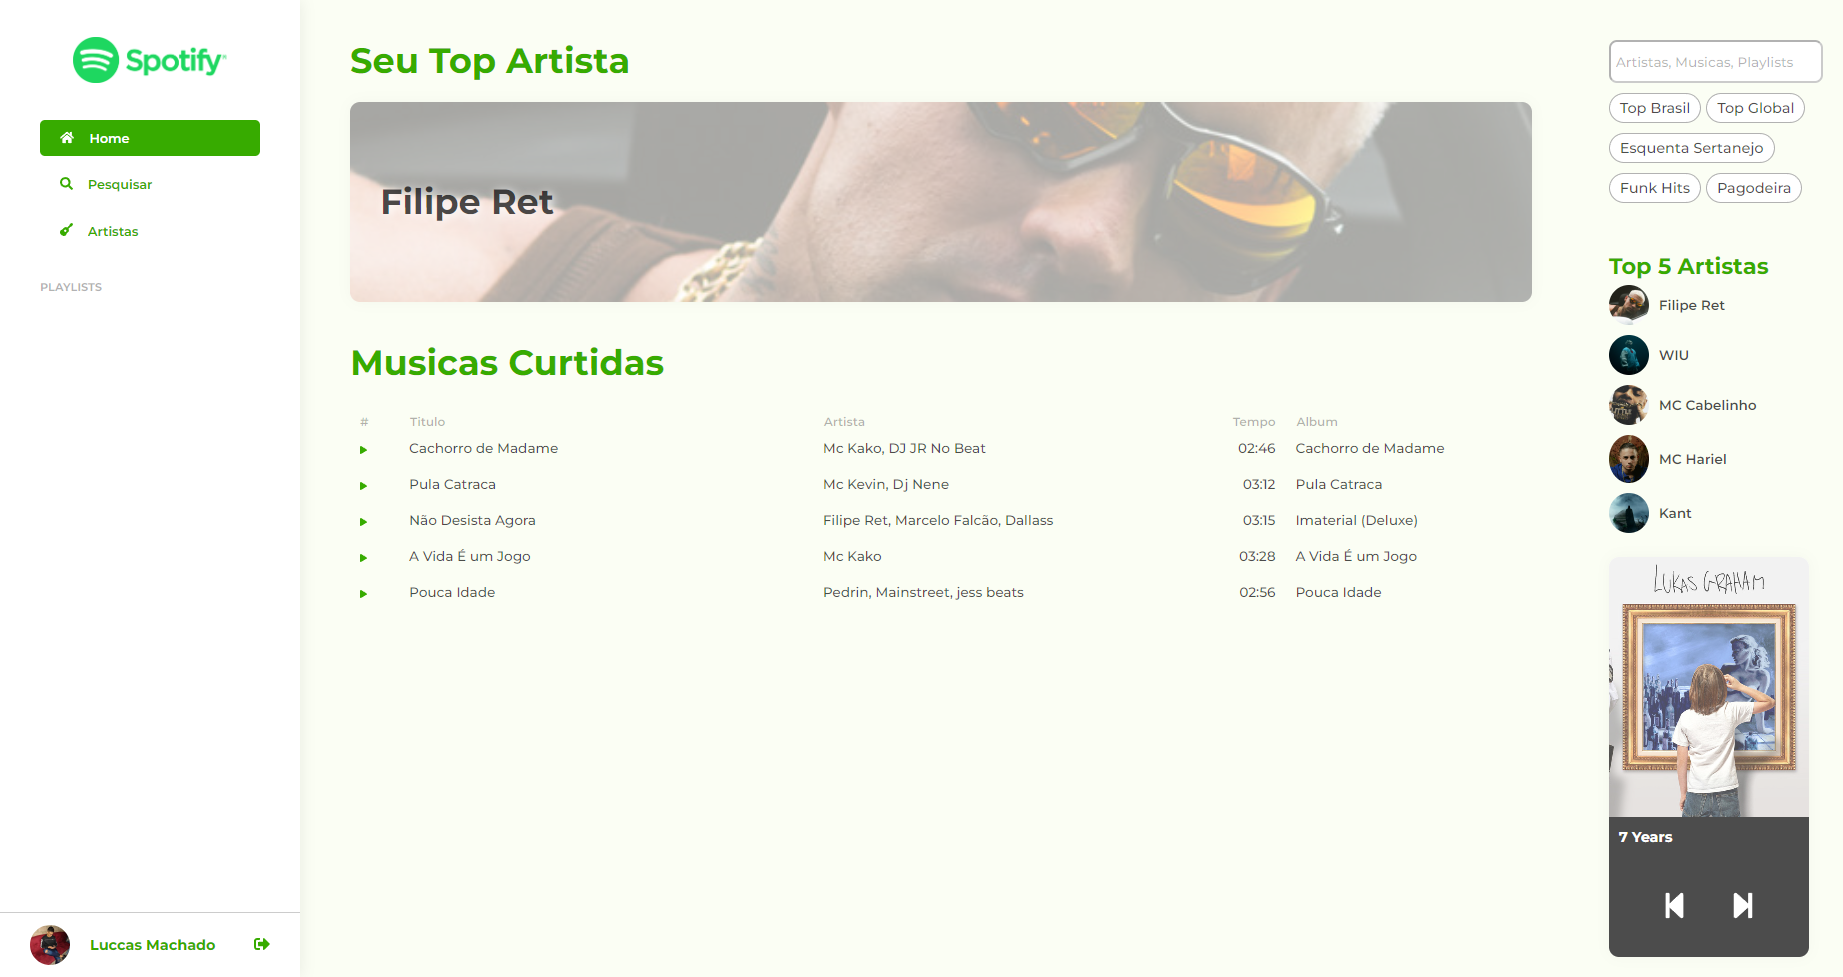 Spotify
Home
Pesquisar
Artistas
PLAYLISTS
Luccas Machado
Seu Top Artista
Filipe Ret
Musicas Curtidas
# Titulo Artista Tempo Album
Cachorro de Madame Mc Kako, DJ JR No Beat 02:46 Cachorro de Madame
Pula Catraca Mc Kevin, Dj Nene 03:12 Pula Catraca
Não Desista Agora Filipe Ret, Marcelo Falcão, Dallass 03:15 Imaterial (Deluxe)
A Vida É um Jogo Mc Kako 03:28 A Vida É um Jogo
Pouca Idade Pedrin, Mainstreet, jess beats 02:56 Pouca Idade
Artistas, Musicas, Playlists
Top Brasil Top Global
Esquenta Sertanejo
Funk Hits Pagodeira
Top 5 Artistas
Filipe Ret
WIU
MC Cabelinho
MC Hariel
Kant
LUKAS GRAHAM
7 Years